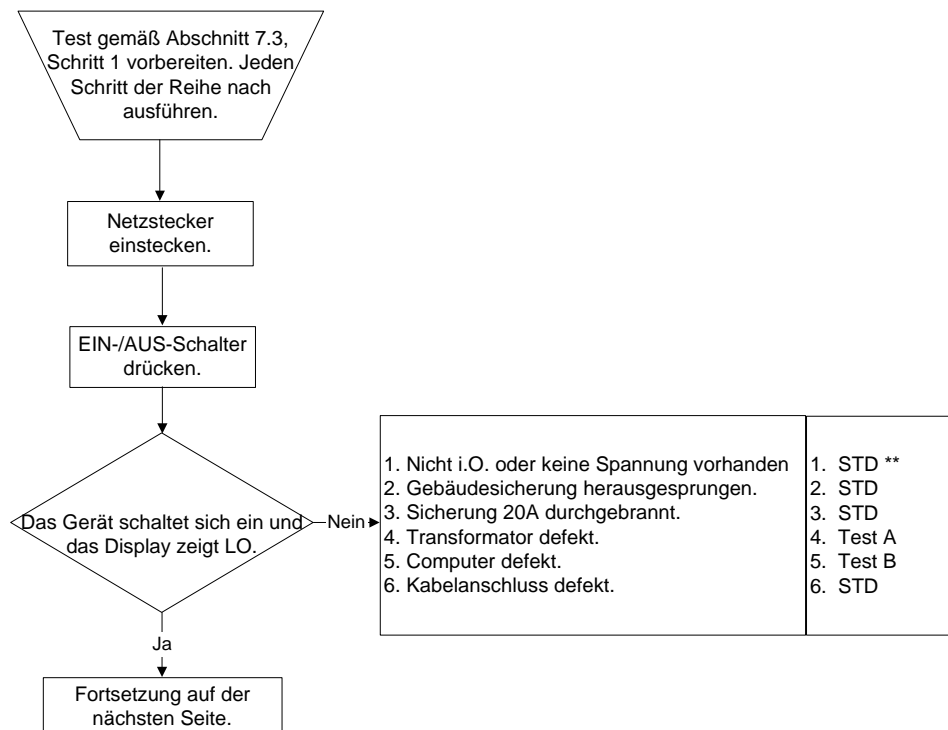 Test gemäß Abschnitt 7.3,
Schritt 1 vorbereiten. Jeden
Schritt der Reihe nach
ausführen.
Netzstecker
einstecken.
EIN-/AUS-Schalter
drücken.
Das Gerät schaltet sich ein und
das Display zeigt LO.
Nein
1. Nicht i.O. oder keine Spannung vorhanden
2. Gebäudesicherung herausgesprungen.
3. Sicherung 20A durchgebrannt.
4. Transformator defekt.
5. Computer defekt.
6. Kabelanschluss defekt.
1. STD **
2. STD
3. STD
4. Test A
5. Test B
6. STD
Ja
Fortsetzung auf der
nächsten Seite.